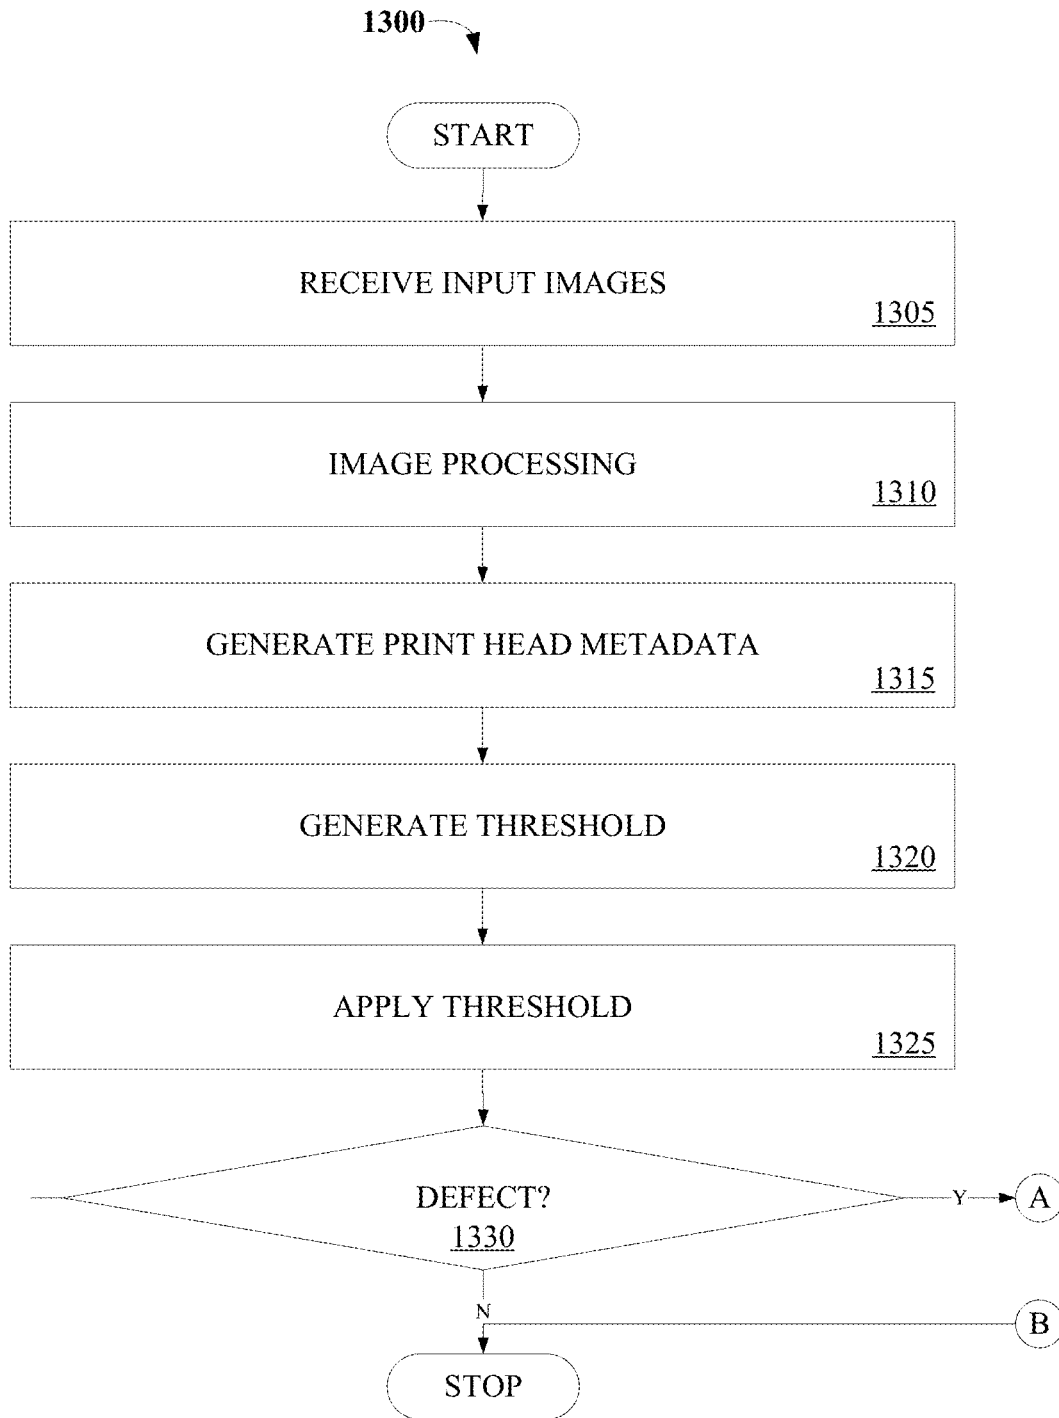 1300
START
RECEIVE INPUT IMAGES
1305
IMAGE PROCESSING
1310
GENERATE PRINT HEAD METADATA
1315
GENERATE THRESHOLD
1320
APPLY THRESHOLD
1325
DEFECT?
1330
Y
A
N
B
STOP